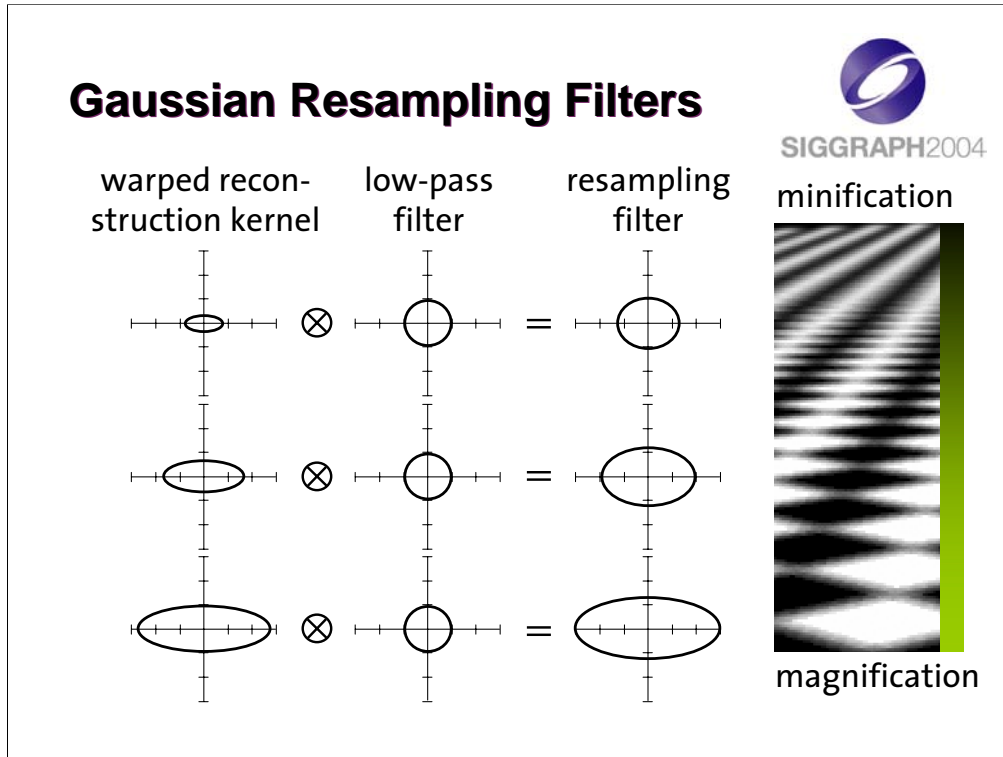 Gaussian Resampling Filters
SIGGRAPH2004
warped recon-
struction kernel
low-pass
filter
resampling
filter
minification
=
=
=
magnification